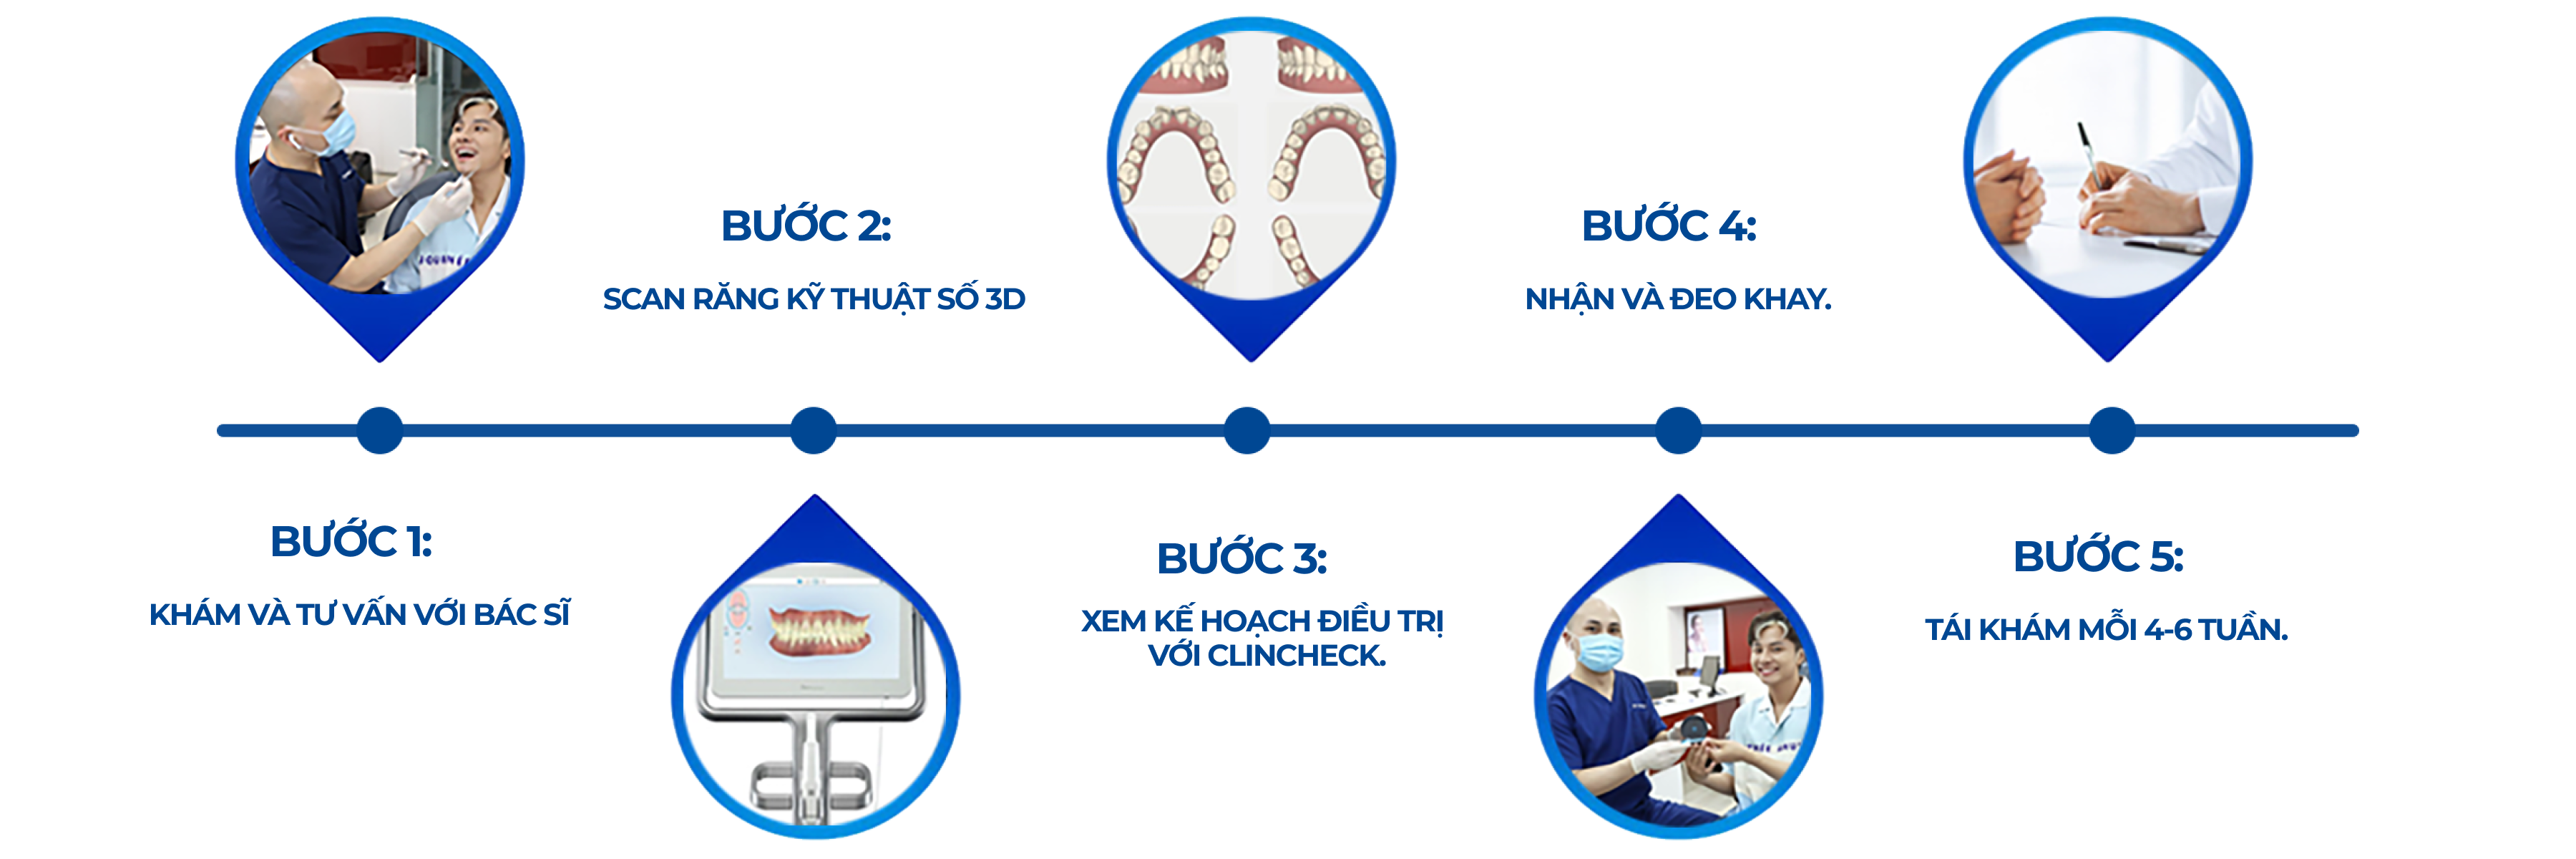 BƯỚC 1:
KHÁM VÀ TƯ VẤN VỚI BÁC SĨ
BƯỚC 2:
SCAN RĂNG KỸ THUẬT SỐ 3D
BƯỚC 3:
XEM KẾ HOẠCH ĐIỀU TRỊ
VỚI CLINCHECK.
BƯỚC 4:
NHẬN VÀ ĐEO KHAY.
BƯỚC 5:
TÁI KHÁM MỖI 4-6 TUẦN.